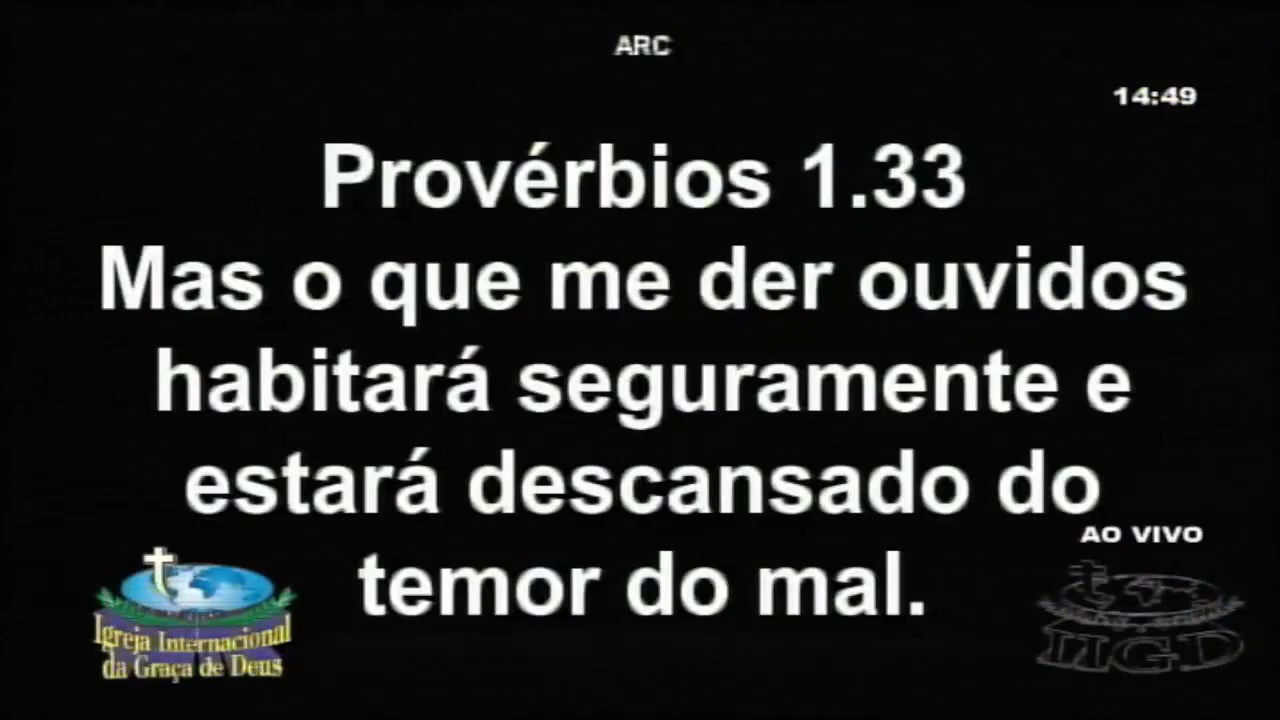 ARC
14:49
Provérbios 1.33
Mas o que me der ouvidos
habitará seguramente e
estará descansado do
temor do mal.
AO VIVO
Igreja Internacional
da Graça de Deus
IIGD